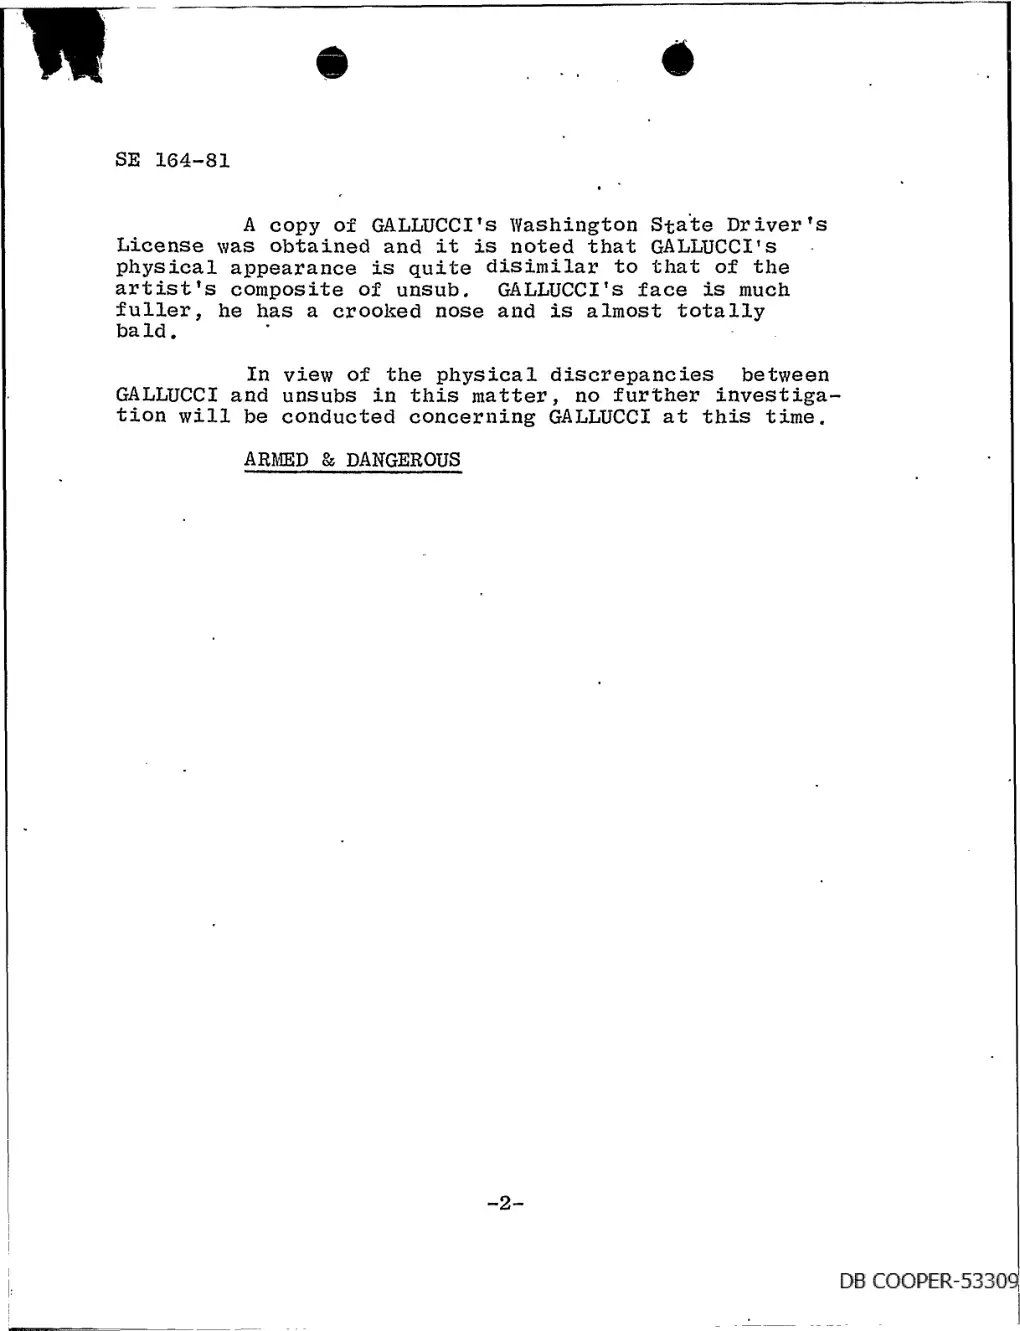 SE 164-81
A copy of GALLUCCI's Washington State Driver's
License was obtained and it is noted that GALLUCCI's
physical appearance is quite disimilar to that of the
artist's composite of unsub. GALLUCCI's face is much
fuller, he has a crooked nose and is almost totally
bald.
In view of the physical discrepancies between
GALLUCCI and unsubs in this matter, no further investiga-
tion will be conducted concerning GALLUCCI at this time.
ARMED & DANGEROUS
-2-
DB COOPER-53309